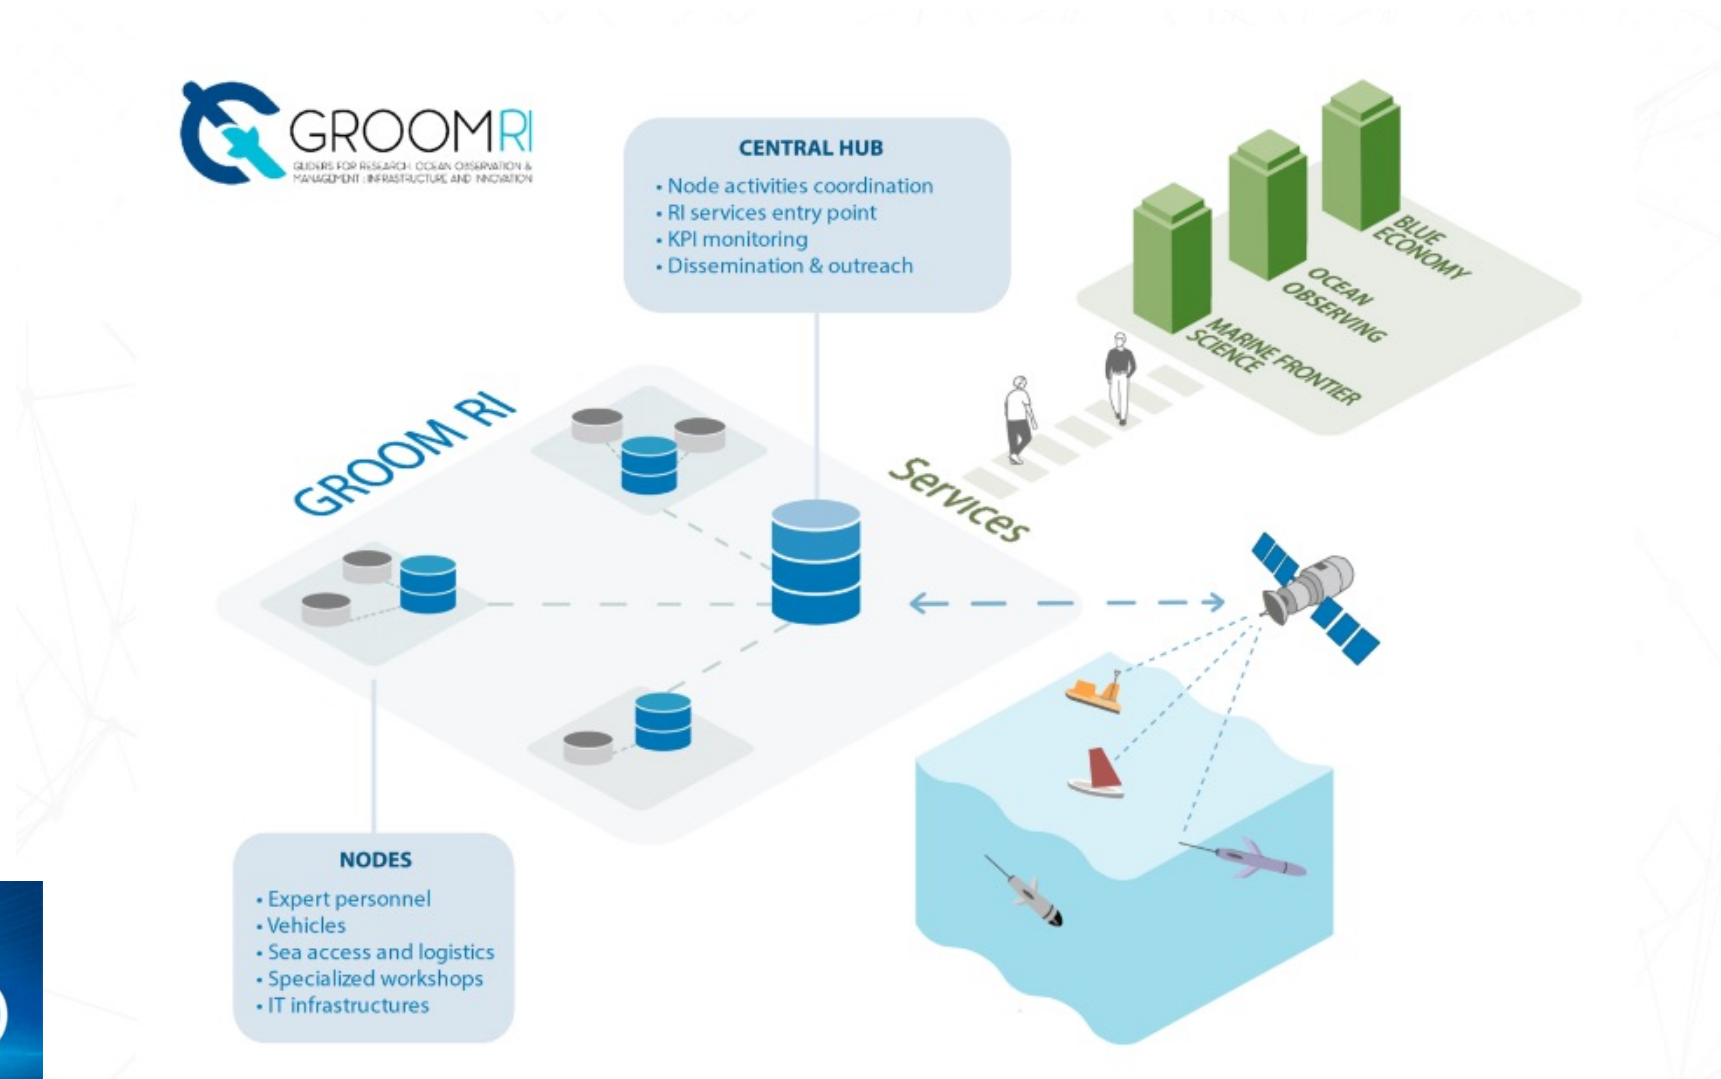 GROOMRI
GLIDERS FOR RESEARCH, OCEAN OBSERVATION &
MANAGEMENT : INFRASTRUCTURE AND INNOVATION
CENTRAL HUB
• Node activities coordination
• RI services entry point
• KPI monitoring
• Dissemination & outreach
BLUE
ECONOMY
OCEAN
OBSERVING
MARINE FRONTIER
SCIENCE
GROOM RI
Services
NODES
• Expert personnel
• Vehicles
• Sea access and logistics
• Specialized workshops
• IT infrastructures